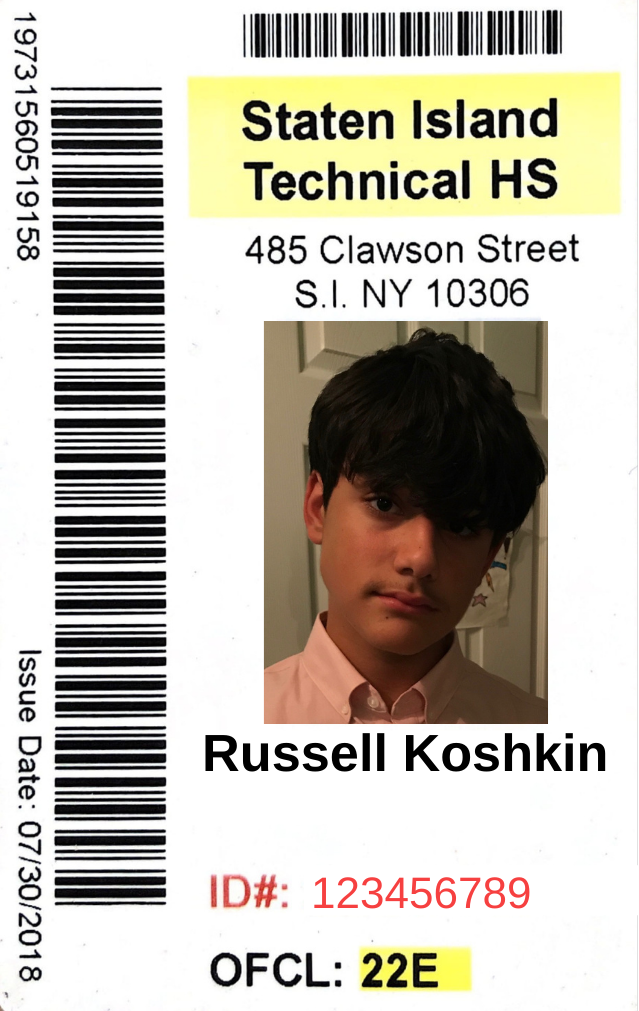 19731560519158
Staten Island
Technical HS
485 Clawson Street
S.I. NY 10306
Russell Koshkin
ID#: 123456789
OFCL: 22E
Issue Date: 07/30/2018